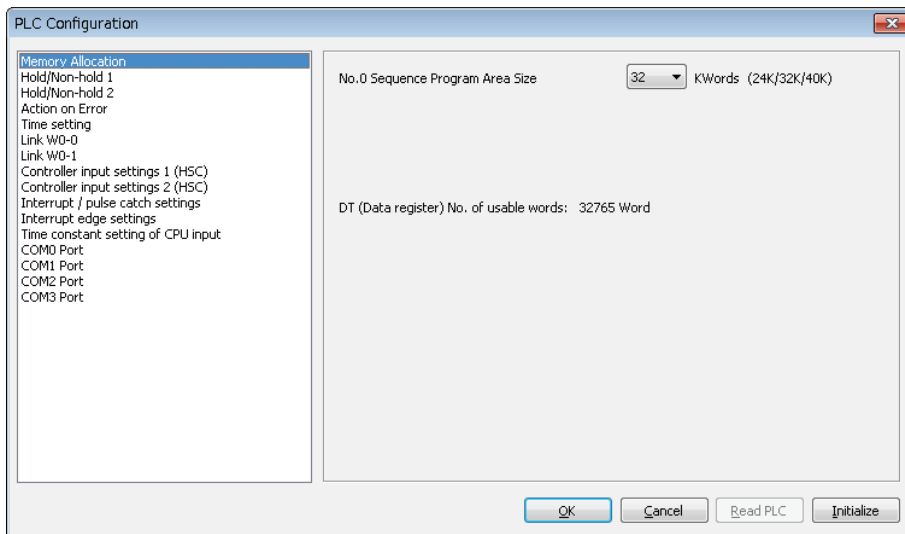 PLC Configuration
Memory Allocation
Hold/Non-hold 1
Hold/Non-hold 2
Action on Error
Time setting
Link W0-0
Link W0-1
Controller input settings 1 (HSC)
Controller input settings 2 (HSC)
Interrupt / pulse catch settings
Interrupt edge settings
Time constant setting of CPU input
COM0 Port
COM1 Port
COM2 Port
COM3 Port
No.0 Sequence Program Area Size 32 KWords (24K/32K/40K)
DT (Data register) No. of usable words: 32765 Word
OK Cancel Read PLC Initialize